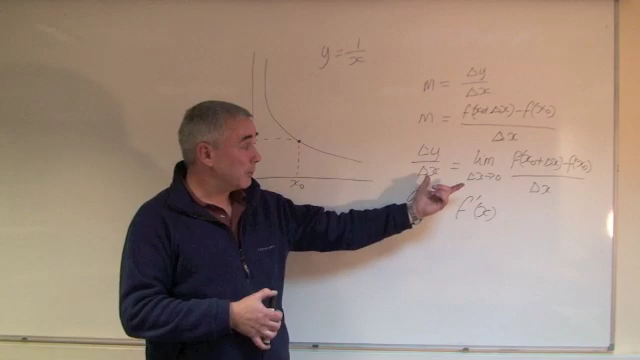 y = 1/x
m = Δy/Δx
m = f(x0+Δx)-f(x0)/Δx
Δy/Δx = lim Δx→0 f(x0+Δx)-f(x0)/Δx
f'(x)
x0